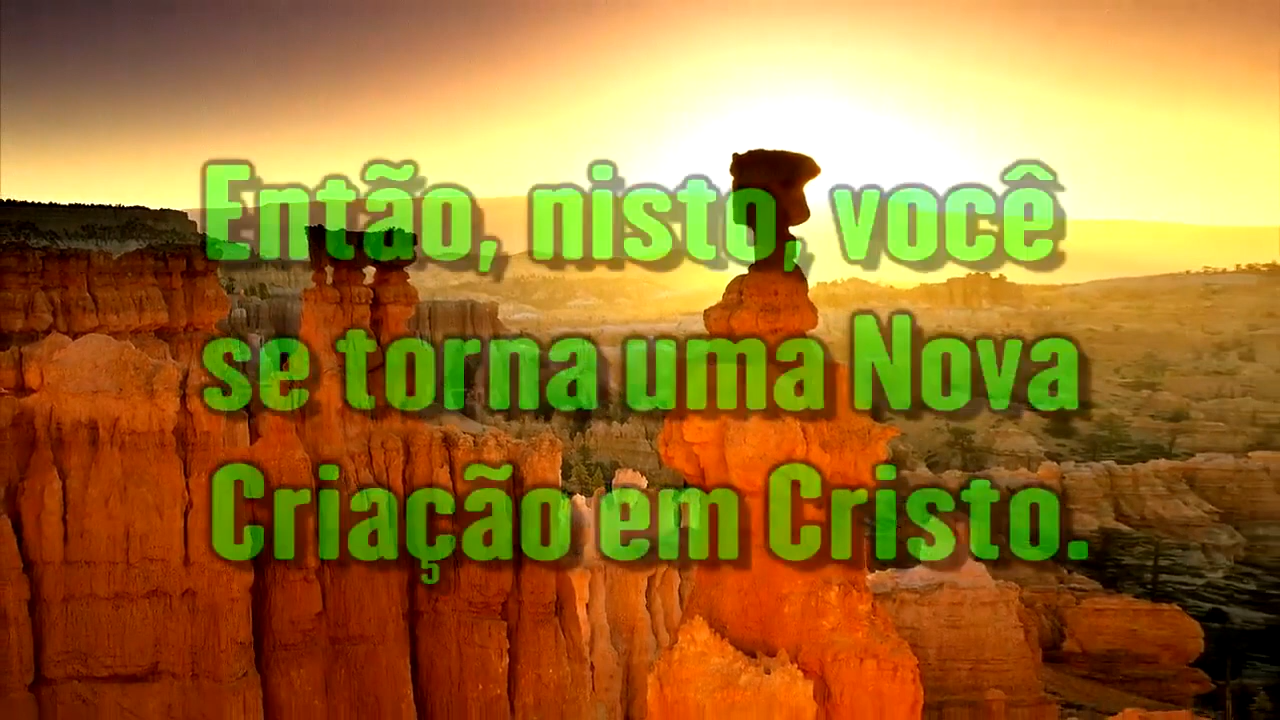 Então, nisto, você
se torna uma Nova
Criação em Cristo.